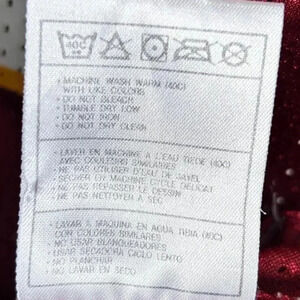 40C
• MACHINE WASH WARM (40C)
WITH LIKE COLORS
• DO NOT BLEACH
• TUMBLE DRY LOW
• DO NOT IRON
• DO NOT DRY CLEAN
• LAVER EN MACHINE A L'EAU TIEDE (40C)
AVEC COULEURS SIMILAIRES
• NE PAS UTILISER D'EAU DE JAVEL
• SECHER BY MACHINE CYCLE DELICAT
• NE PAS REPASSER LE DESSIN
• NE PAS NETTOYER A SEC
• LAVAR A MAQUINA EN AGUA TIBIA (40C)
CON COLORES SIMILARES
• NO USAR BLANQUEADORES
• USAR SECADORA CICLO LENTO
• NO PLANCHAR
• NO LAVAR EN SECO